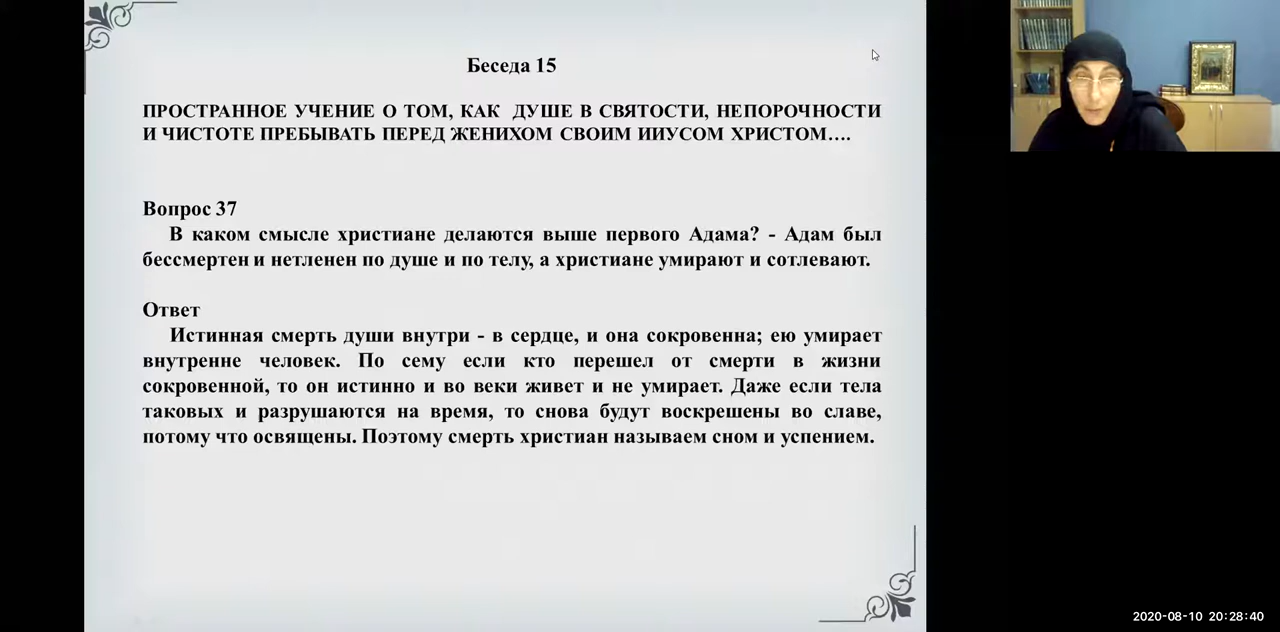 Беседа 15
ПРОСТРАННОЕ УЧЕНИЕ О ТОМ, КАК ДУШЕ В СВЯТОСТИ, НЕПОРОЧНОСТИ
И ЧИСТОТЕ ПРЕБЫВАТЬ ПЕРЕД ЖЕНИХОМ СВОИМ ИИУСОМ ХРИСТОМ….
Вопрос 37
В каком смысле христиане делаются выше первого Адама? - Адам был
бессмертен и нетленен по душе и по телу, а христиане умирают и сотлевают.
Ответ
Истинная смерть души внутри - в сердце, и она сокровенна; ею умирает
внутренне человек. По сему если кто перешел от смерти в жизни
сокровенной, то он истинно и во веки живет и не умирает. Даже если тела
таковых и разрушаются на время, то снова будут воскрешены во славе,
потому что освящены. Поэтому смерть христиан называем сном и успением.
2020-08-10 20:28:40